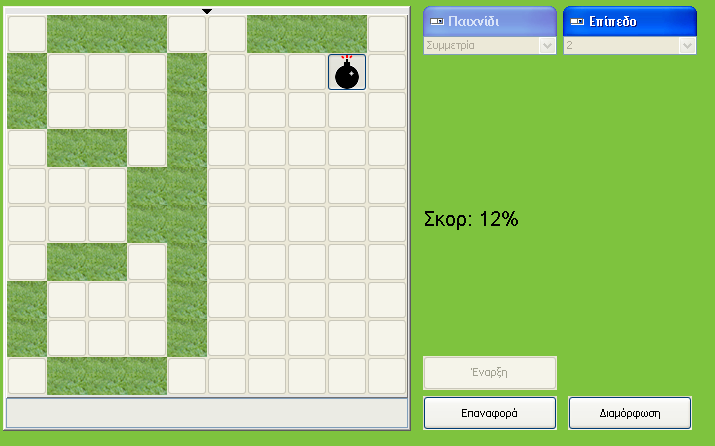 Παιχνίδι
Επίπεδο
Συμμετρία
2
Σκορ: 12%
Έναρξη
Επαναφορά
Διαμόρφωση